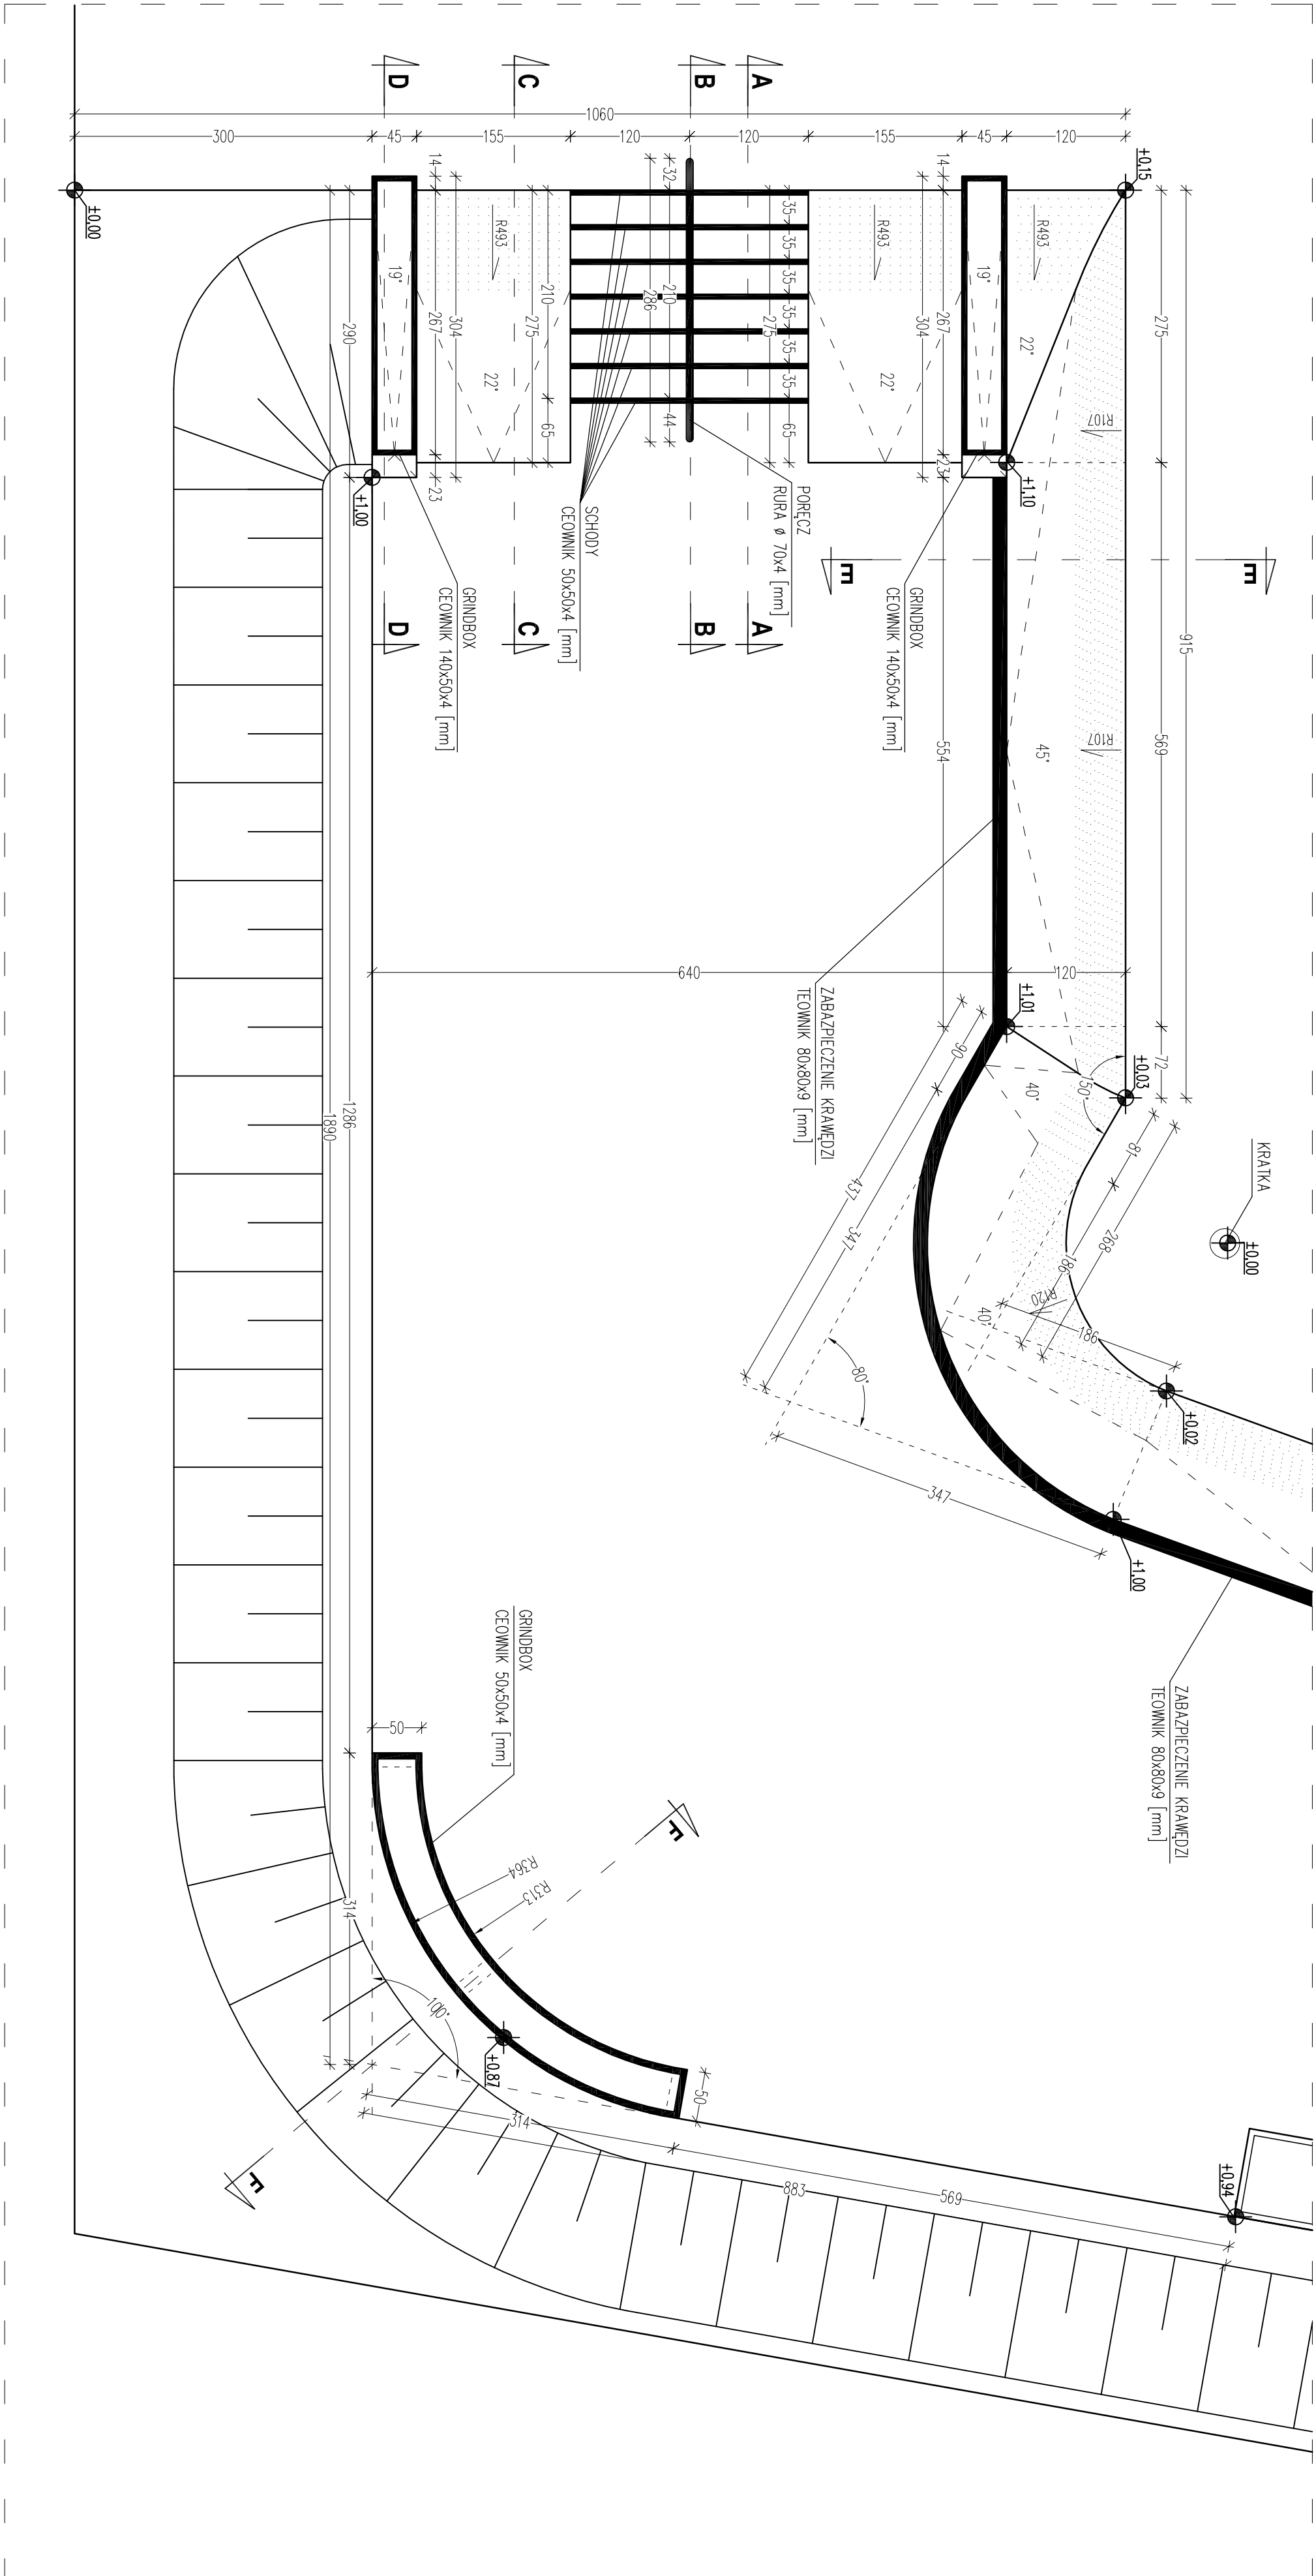 A
B
C
D
1060
300
45
155
120
120
155
45
120
+0,15
±0,00
14
32
14
R493
R493
R493
19°
19°
22°
22°
22°
35
35
35
35
35
35
65
210
65
275
275
210
286
44
267
304
23
267
304
23
290
275
R107
R107
45°
915
569
72
554
640
120
+1,10
+1,00
+1,01
+0,03
E
E
A
B
C
D
PORĘCZ
RURA Ø 70x4 [mm]
SCHODY
CEOWNIK 50x50x4 [mm]
GRINDBOX
CEOWNIK 140x50x4 [mm]
GRINDBOX
CEOWNIK 140x50x4 [mm]
ZABAZPIECZENIE KRAWĘDZI
TEOWNIK 80x80x9 [mm]
KRATKA
±0,00
150°
40°
40°
90
347
437
81
186
268
R120
186
80°
347
+0,02
+1,00
1286
1890
ZABAZPIECZENIE KRAWĘDZI
TEOWNIK 80x80x9 [mm]
GRINDBOX
CEOWNIK 50x50x4 [mm]
50
F
R364
R313
314
100°
+0,87
50
314
883
569
+0,94
F